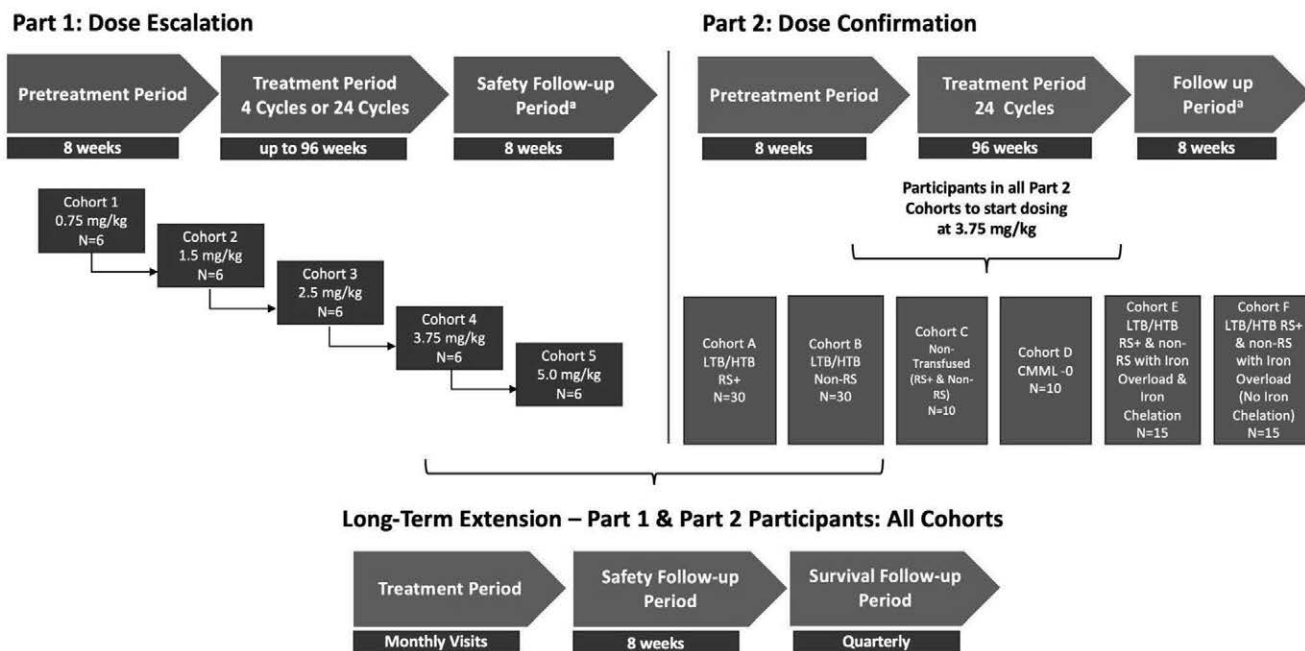 Part 1: Dose Escalation
Pretreatment Period
8 weeks
Treatment Period
4 Cycles or 24 Cycles
up to 96 weeks
Safety Follow-up
Periodᵃ
8 weeks
Cohort 1
0.75 mg/kg
N=6
Cohort 2
1.5 mg/kg
N=6
Cohort 3
2.5 mg/kg
N=6
Cohort 4
3.75 mg/kg
N=6
Cohort 5
5.0 mg/kg
N=6
Part 2: Dose Confirmation
Pretreatment Period
8 weeks
Treatment Period
24 Cycles
96 weeks
Follow up
Periodᵃ
8 weeks
Participants in all Part 2
Cohorts to start dosing
at 3.75 mg/kg
Cohort A
LTB/HTB
RS+
N=30
Cohort B
LTB/HTB
Non-RS
N=30
Cohort C
Non-
Transfused
(RS+ & Non-
RS)
N=10
Cohort D
CMML -0
N=10
Cohort E
LTB/HTB
RS+ & non-
RS with Iron
Overload &
Iron
Chelation
N=15
Cohort F
LTB/HTB RS+
& non-RS
with Iron
Overload
(No Iron
Chelation)
N=15
Long-Term Extension – Part 1 & Part 2 Participants: All Cohorts
Treatment Period
Monthly Visits
Safety Follow-up
Period
8 weeks
Survival Follow-up
Period
Quarterly